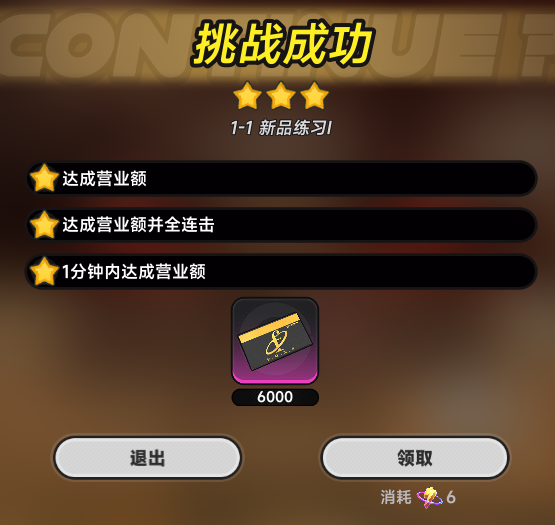 CONTINUE?
挑战成功
1-1 新品练习I
达成营业额
达成营业额并全连击
1分钟内达成营业额
6000
退出
领取
消耗 6